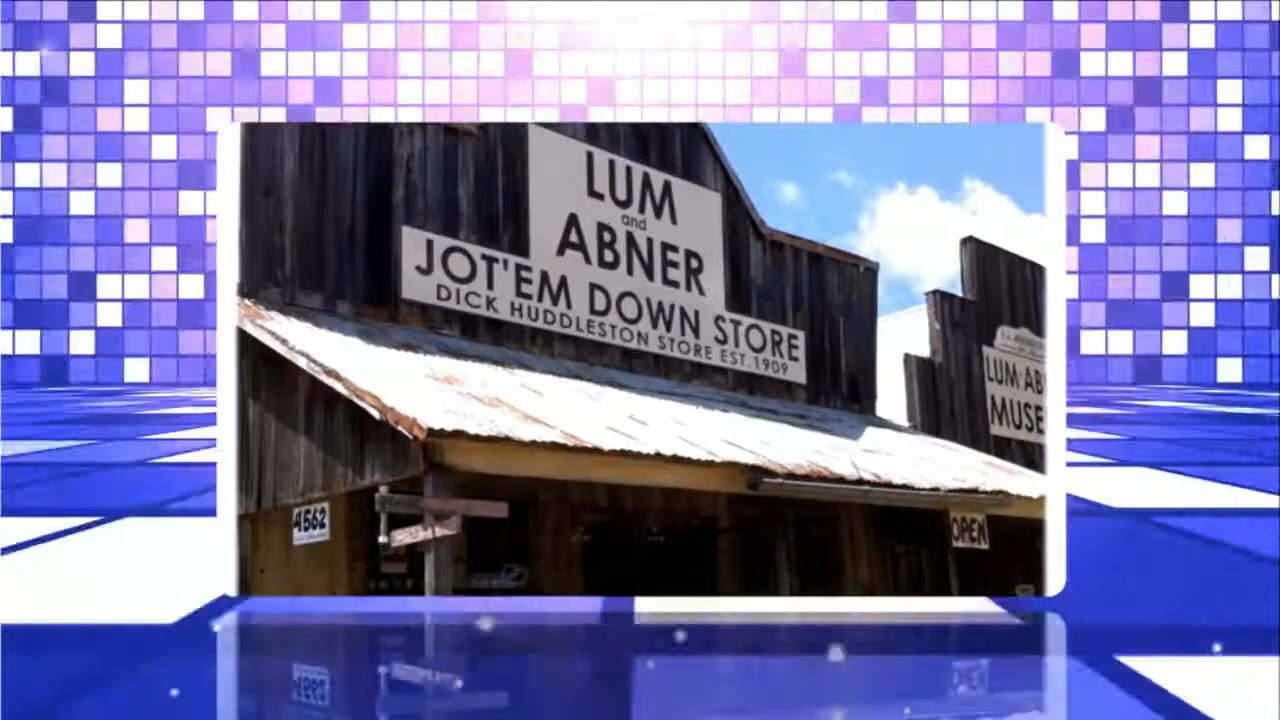 LUM
and
ABNER
JOT'EM DOWN STORE
DICK HUDDLESTON STORE EST.1909
LUM AB
MUSE
4562
OPEN